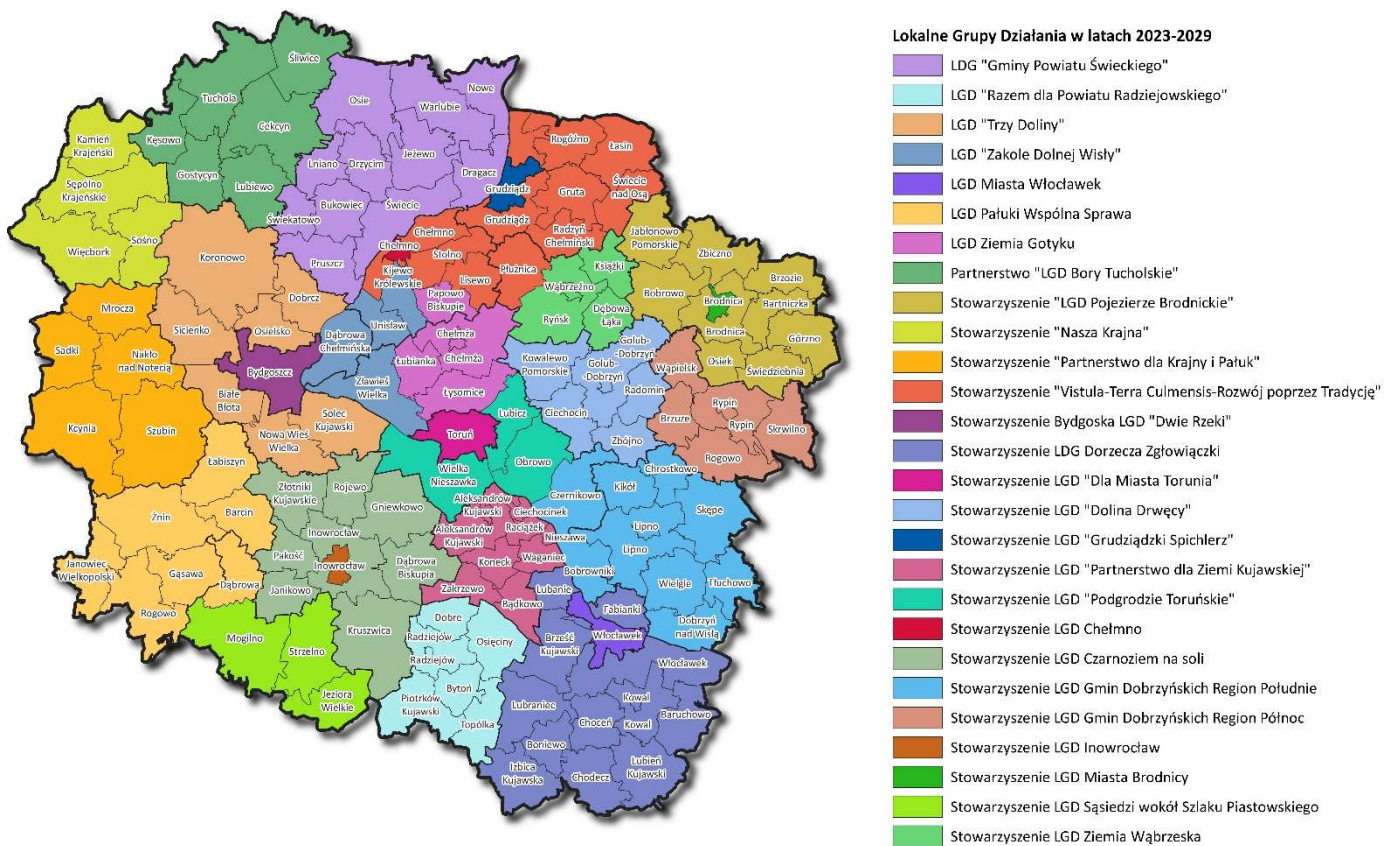 Lokalne Grupy Działania w latach 2023-2029
LDG "Gminy Powiatu Świeckiego"
LGD "Razem dla Powiatu Radziejowskiego"
LGD "Trzy Doliny"
LGD "Zakole Dolnej Wisły"
LGD Miasta Włocławek
LGD Pałuki Wspólna Sprawa
LGD Ziemia Gotyku
Partnerstwo "LGD Bory Tucholskie"
Stowarzyszenie "LGD Pojezierze Brodnickie"
Stowarzyszenie "Nasza Krajna"
Stowarzyszenie "Partnerstwo dla Krajny i Pałuk"
Stowarzyszenie "Vistula-Terra Culmensis-Rozwój poprzez Tradycję"
Stowarzyszenie Bydgoska LGD "Dwie Rzeki"
Stowarzyszenie LDG Dorzecza Zgłowiączki
Stowarzyszenie LGD "Dla Miasta Torunia"
Stowarzyszenie LGD "Dolina Drwęcy"
Stowarzyszenie LGD "Grudziądzki Spichlerz"
Stowarzyszenie LGD "Partnerstwo dla Ziemi Kujawskiej"
Stowarzyszenie LGD "Podgrodzie Toruńskie"
Stowarzyszenie LGD Chełmno
Stowarzyszenie LGD Czarnoziem na soli
Stowarzyszenie LGD Gmin Dobrzyńskich Region Południe
Stowarzyszenie LGD Gmin Dobrzyńskich Region Północ
Stowarzyszenie LGD Inowrocław
Stowarzyszenie LGD Miasta Brodnicy
Stowarzyszenie LGD Sąsiedzi wokół Szlaku Piastowskiego
Stowarzyszenie LGD Ziemia Wąbrzeska
Śliwice
Tuchola
Cekcyn
Kęsowo
Gostycyn
Lubiewo
Kamień
Krajeński
Sępólno
Krajeńskie
Więcbork
Sośno
Osie
Warlubie
Nowe
Lniano
Drzycim
Jeżewo
Dragacz
Bukowiec
Świecie
Świekatowo
Pruszcz
Rogóźno
Łasin
Grudziądz
Gruta
Świecie
nad Osą
Grudziądz
Radzyń
Chełmiński
Chełmno
Chełmno
Stolno
Kijewo
Królewskie
Lisewo
Płużnica
Jabłonowo
Pomorskie
Zbiczno
Brzozie
Bobrowo
Brodnica
Bartniczka
Brodnica
Górzno
Osiek
Świedziebnia
Książki
Wąbrzeźno
Ryńsk
Dębowa
Łąka
Koronowo
Dobrcz
Sicienko
Osielsko
Bydgoszcz
Białe
Błota
Solec
Kujawski
Nowa Wieś
Wielka
Mrocza
Sadki
Nakło
nad Notecią
Kcynia
Szubin
Unisław
Dąbrowa
Chełmińska
Zławieś
Wielka
Papowo
Biskupie
Chełmża
Chełmża
Łubianka
Łysomice
Toruń
Kowalewo
Pomorskie
Golub-
Dobrzyń
Golub-
Dobrzyń
Radomin
Ciechocin
Zbójno
Wąpielsk
Rypin
Rypin
Brzuze
Skrwilno
Rogowo
Lubicz
Obrowo
Wielka
Nieszawka
Łabiszyn
Żnin
Barcin
Janowiec
Wielkopolski
Gąsawa
Dąbrowa
Rogowo
Złotniki
Kujawskie
Rojewo
Gniewkowo
Inowrocław
Inowrocław
Pakość
Janikowo
Dąbrowa
Biskupia
Kruszwica
Aleksandrów
Kujawski
Ciechocinek
Aleksandrów
Kujawski
Raciążek
Nieszawa
Koneck
Waganiec
Zakrzewo
Bądkowo
Czernikowo
Kikół
Chrostkowo
Skępe
Lipno
Lipno
Bobrowniki
Wielgie
Tłuchowo
Dobrzyń
nad Wisłą
Mogilno
Strzelno
Jeziora
Wielkie
Dobre
Radziejów
Osięciny
Radziejów
Piotrków
Kujawski
Bytoń
Topólka
Lubanie
Fabianki
Brześć
Kujawski
Włocławek
Włocławek
Lubraniec
Kowal
Choceń
Kowal
Baruchowo
Boniewo
Izbica
Kujawska
Chodecz
Lubień
Kujawski